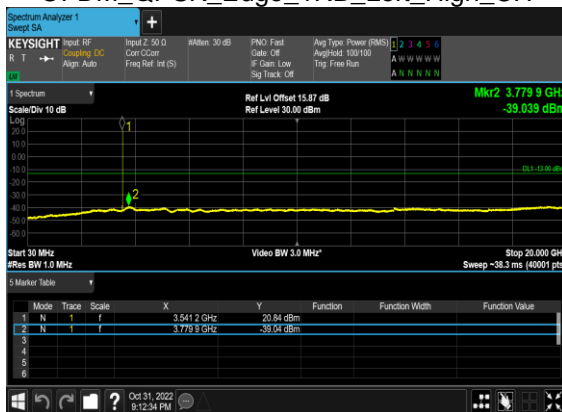 Spectrum Analyzer 1
Swept SA
+
KEYSIGHT Input: RF Input Z: 50 Ω #Atten: 30 dB PNO: Fast Avg Type: Power (RMS) 1 2 3 4 5 6
R T Coupling: DC Corr CCorr Gate: Off Avg|Hold: 100/100 A W W W W W
Align: Auto Freq Ref: Int (S) IF Gain: Low Trig: Free Run
LU Sig Track: Off A N N N N N
1 Spectrum Ref Lvl Offset 15.87 dB Mkr2 3.779 9 GHz
Scale/Div 10 dB Ref Level 30.00 dBm -39.039 dBm
Log
20.0
10.0
0.00
-10.0 DL1 -13.00 dB
-20.0
-30.0
-40.0
-50.0
-60.0
1
2
Start 30 MHz Video BW 3.0 MHz* Stop 20.000 GH
#Res BW 1.0 MHz Sweep ~38.3 ms (40001 pts
5 Marker Table
Mode Trace Scale X Y Function Function Width Function Value
1 N 1 f 3.541 2 GHz 20.84 dBm
2 N 1 f 3.779 9 GHz -39.04 dBm
3
4
5
6
? Oct 31, 2022
9:12:34 PM